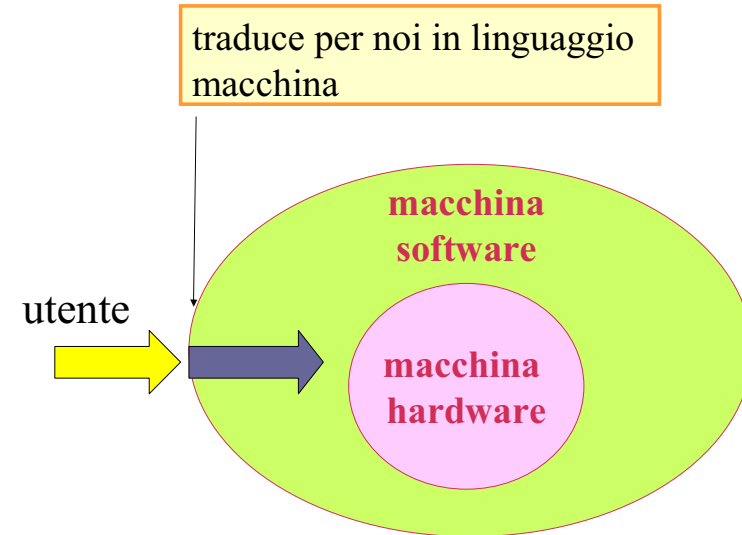 traduce per noi in linguaggio
macchina
macchina
software
utente
macchina
hardware